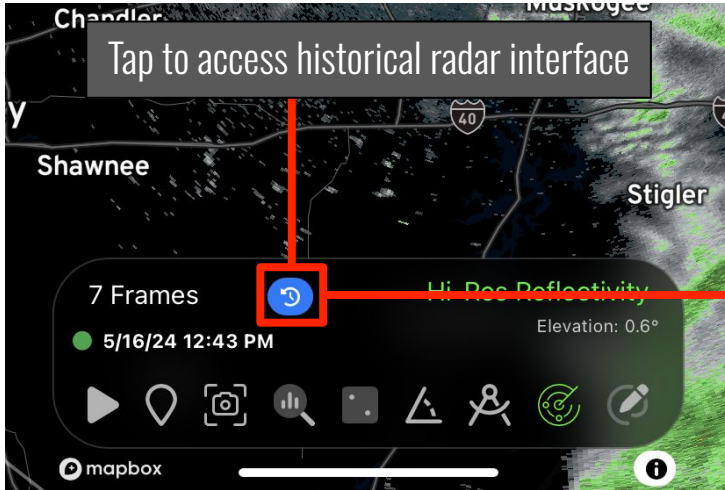 Chandler
Muskogee
Tap to access historical radar interface
y
40
Shawnee
Stigler
7 Frames
Hi-Res Reflectivity
5/16/24 12:43 PM
Elevation: 0.6°
mapbox